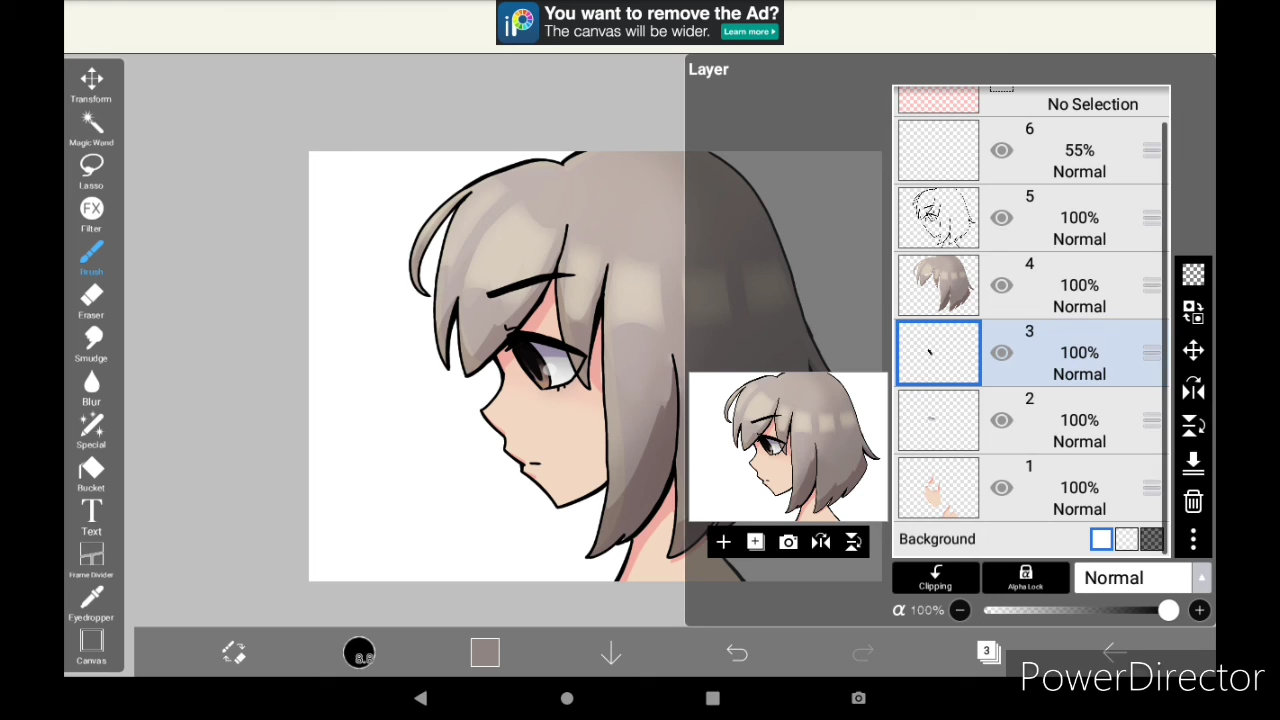 iP
You want to remove the Ad?
The canvas will be wider.
Learn more >
Transform
Magic Wand
Lasso
FX
Filter
Brush
Eraser
Smudge
Blur
Special
Bucket
T
Text
Frame Divider
Eyedropper
Canvas
Layer
No Selection
6
55%
Normal
5
100%
Normal
4
100%
Normal
3
100%
Normal
2
100%
Normal
1
100%
Normal
Background
Clipping
α
Alpha Lock
Normal
α 100%
8.8
3
PowerDirector